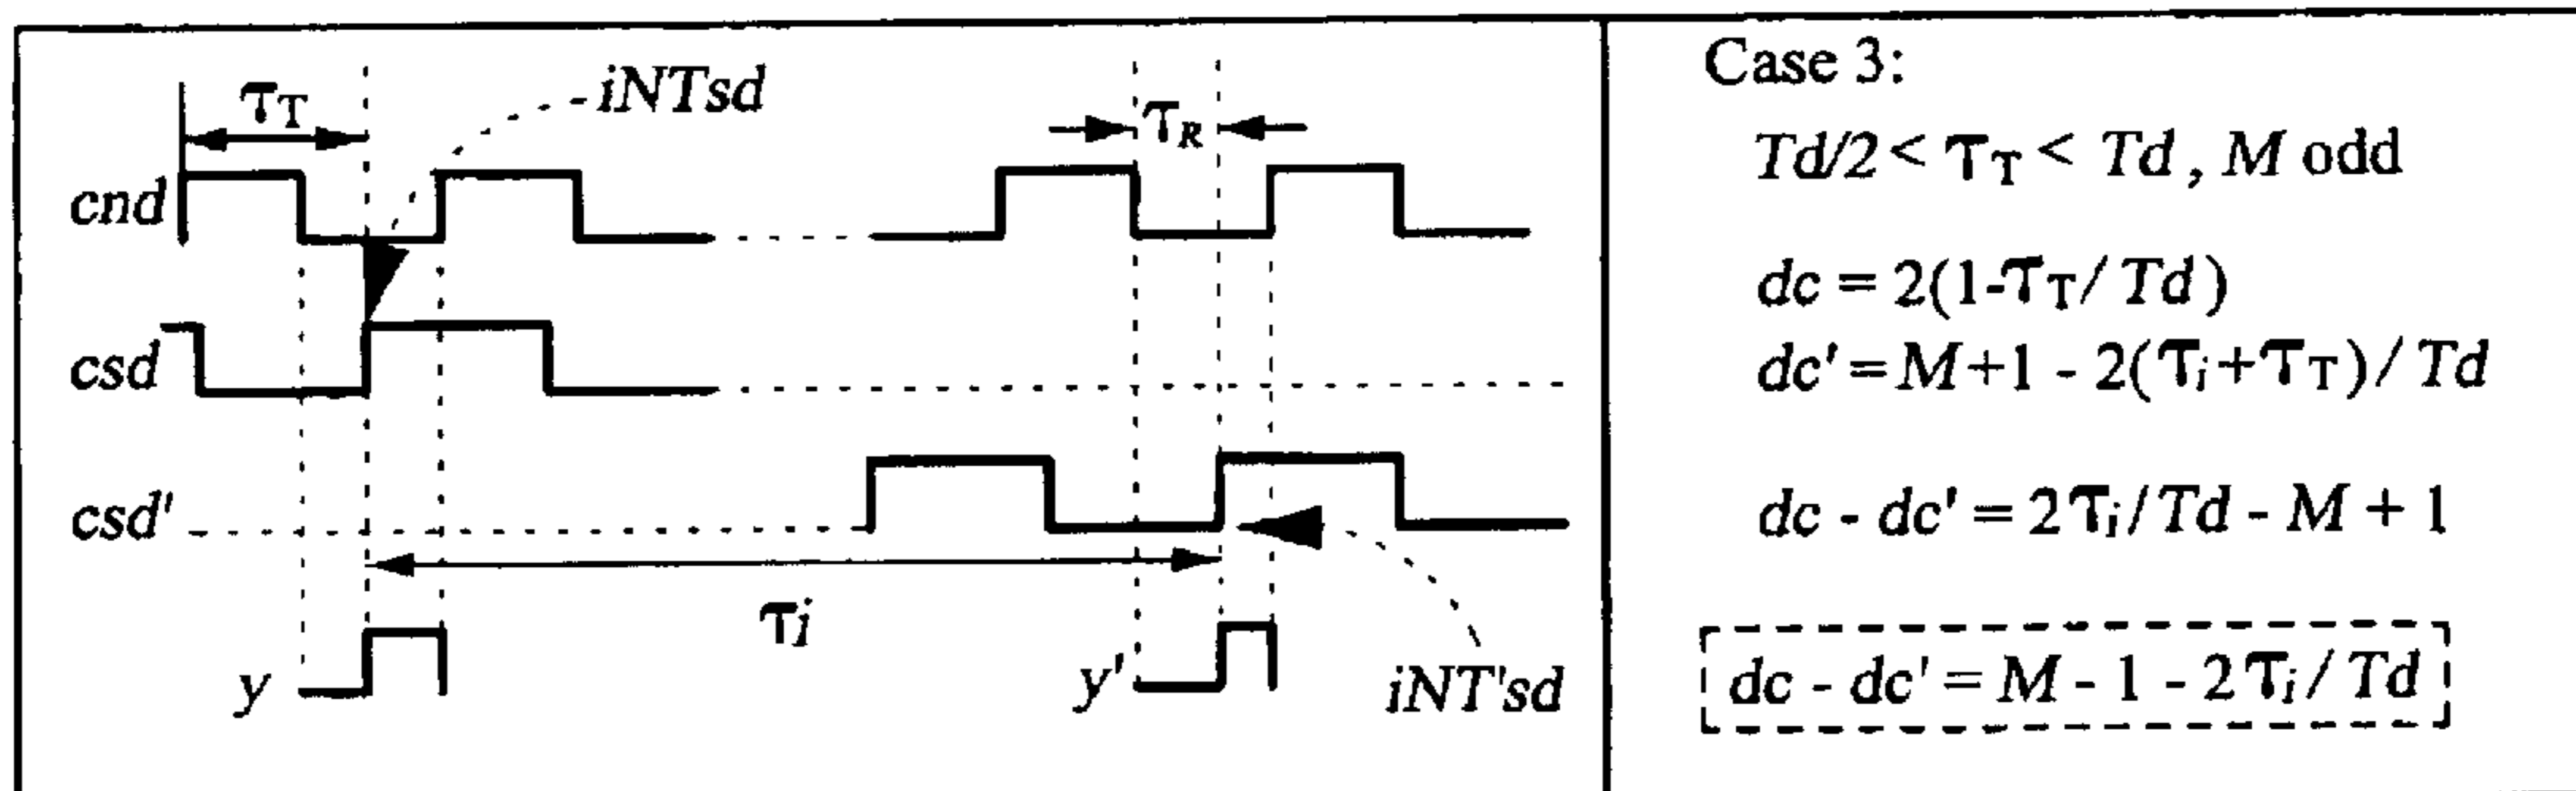 τT
iNTsd
τR
cnd
csd
csd'
τi
y
y'
iNT'sd
Case 3:
Td/2 < τT < Td , M odd
dc = 2(1-τT/ Td )
dc' = M+1 - 2(τi+τT)/ Td
dc - dc' = 2τi/ Td - M + 1
dc - dc' = M - 1 - 2τi/ Td